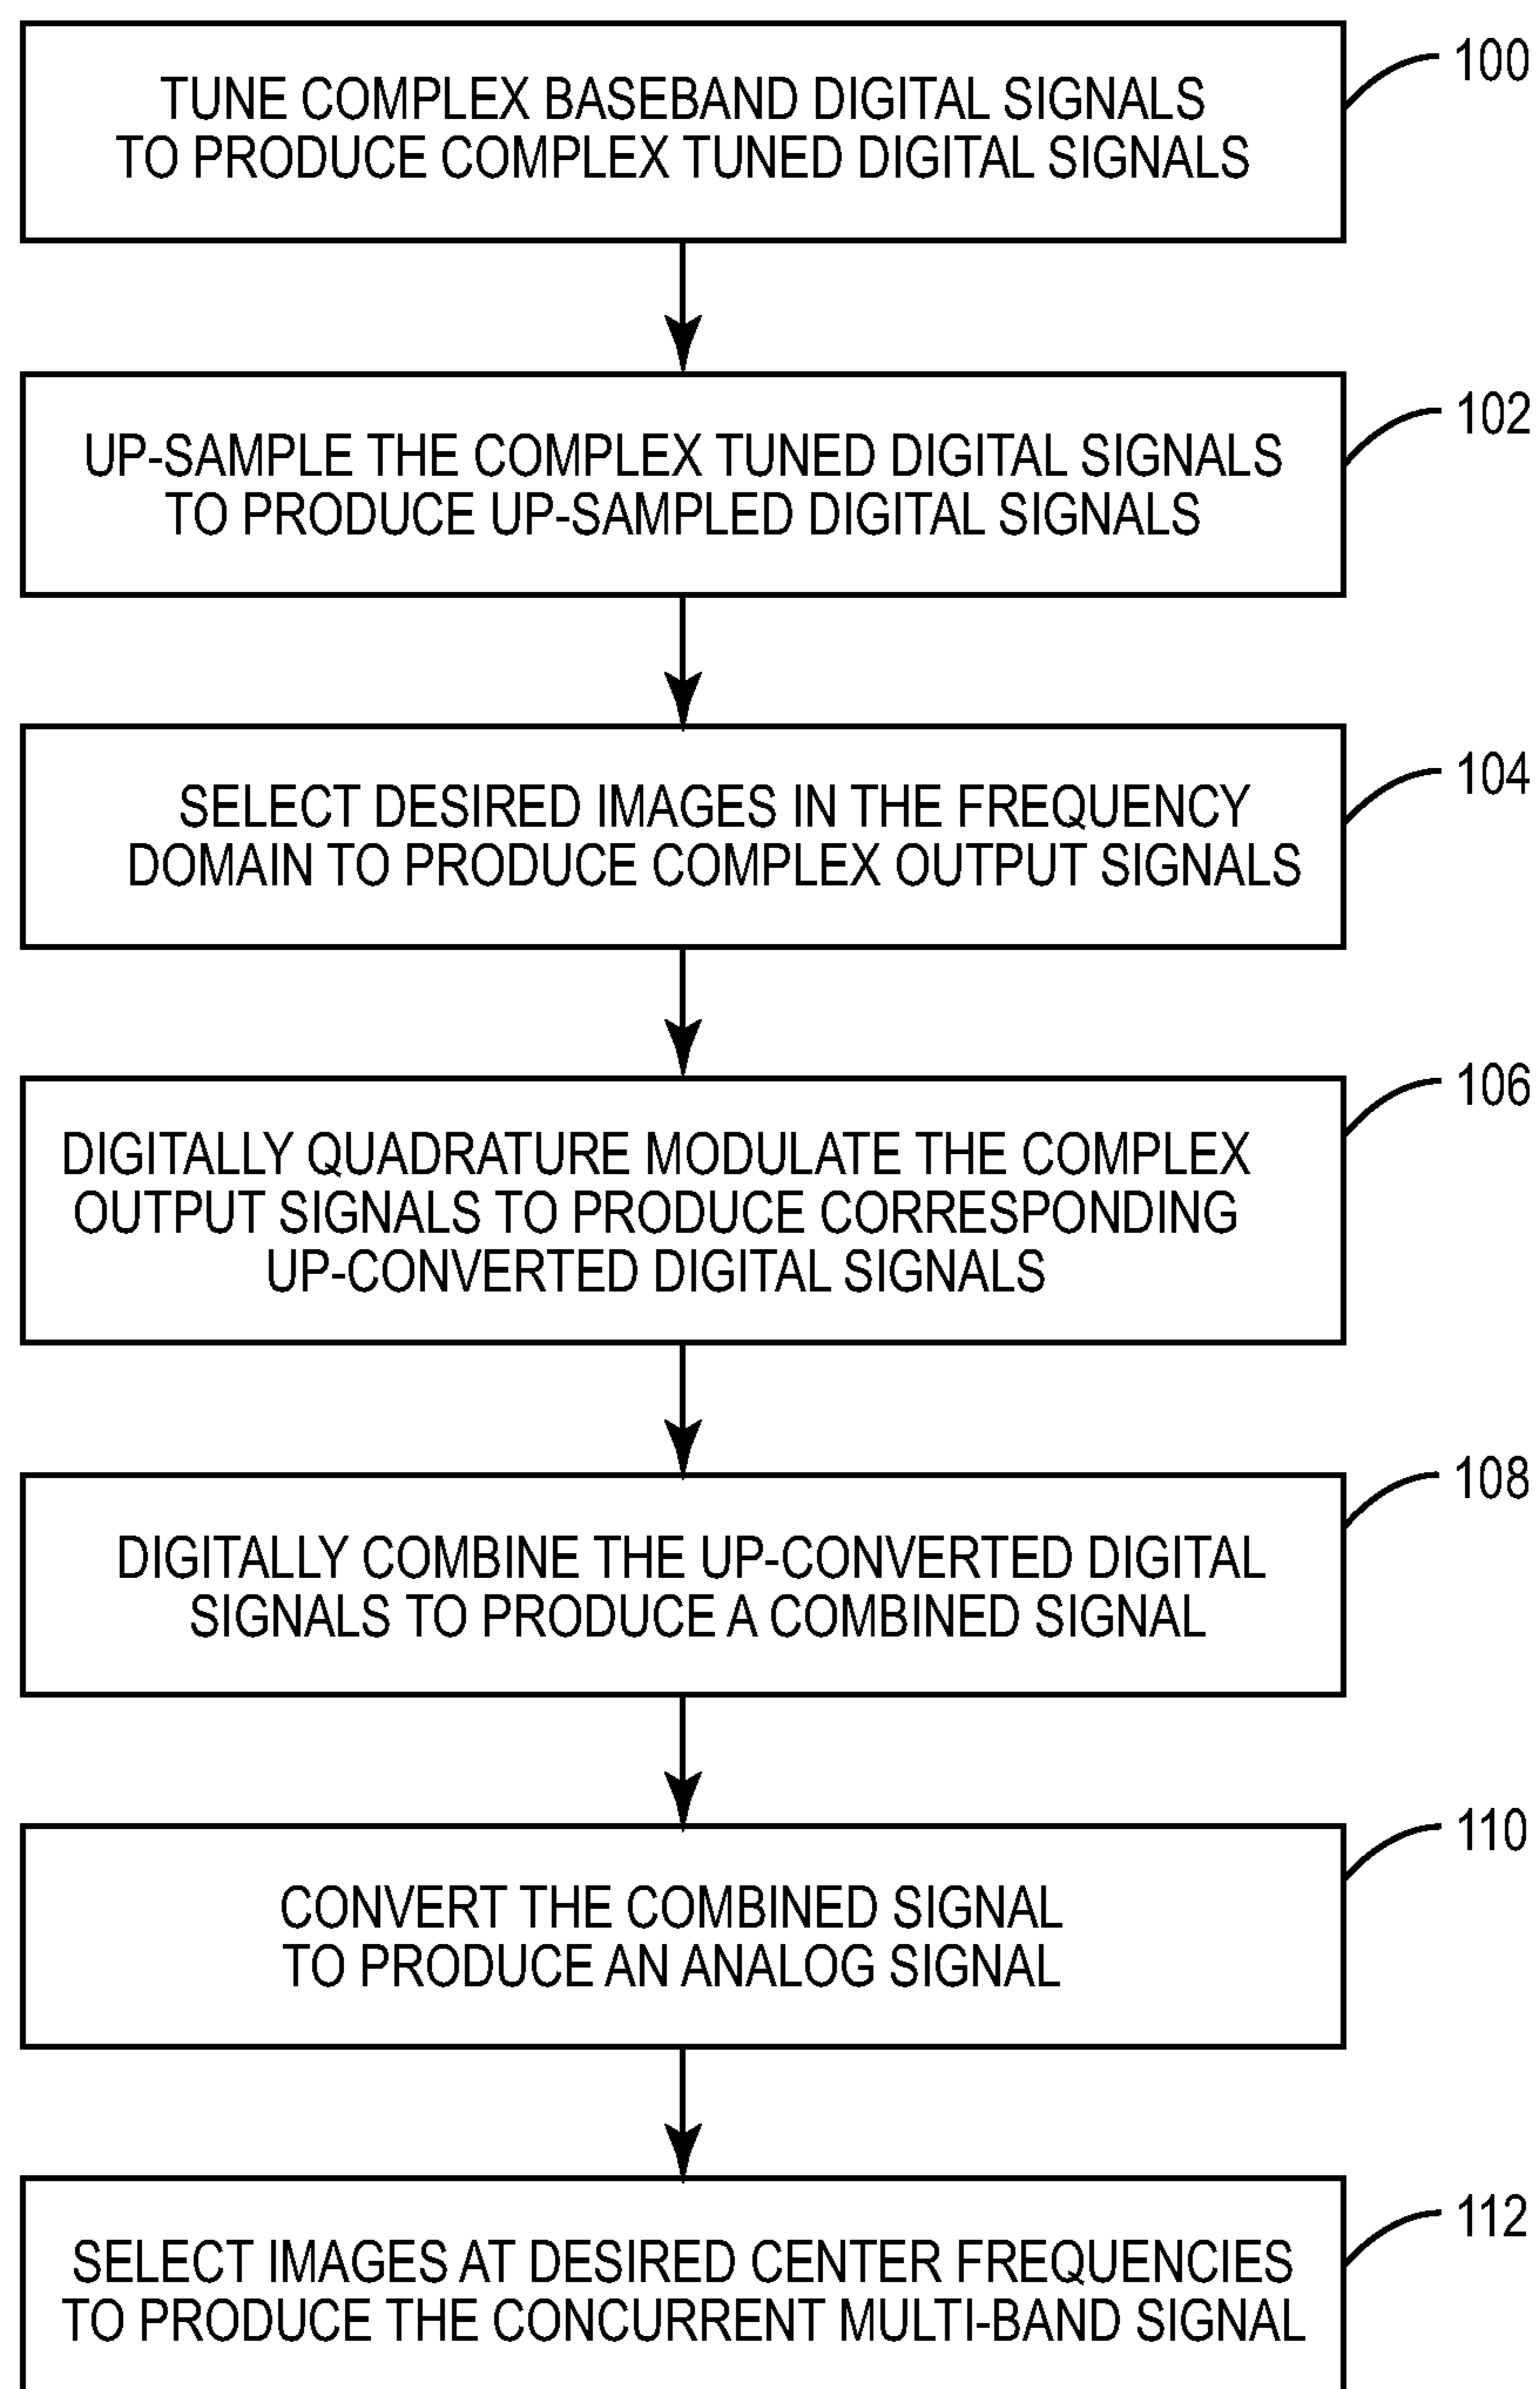 100
TUNE COMPLEX BASEBAND DIGITAL SIGNALS
TO PRODUCE COMPLEX TUNED DIGITAL SIGNALS
102
UP-SAMPLE THE COMPLEX TUNED DIGITAL SIGNALS
TO PRODUCE UP-SAMPLED DIGITAL SIGNALS
104
SELECT DESIRED IMAGES IN THE FREQUENCY
DOMAIN TO PRODUCE COMPLEX OUTPUT SIGNALS
106
DIGITALLY QUADRATURE MODULATE THE COMPLEX
OUTPUT SIGNALS TO PRODUCE CORRESPONDING
UP-CONVERTED DIGITAL SIGNALS
108
DIGITALLY COMBINE THE UP-CONVERTED DIGITAL
SIGNALS TO PRODUCE A COMBINED SIGNAL
110
CONVERT THE COMBINED SIGNAL
TO PRODUCE AN ANALOG SIGNAL
112
SELECT IMAGES AT DESIRED CENTER FREQUENCIES
TO PRODUCE THE CONCURRENT MULTI-BAND SIGNAL